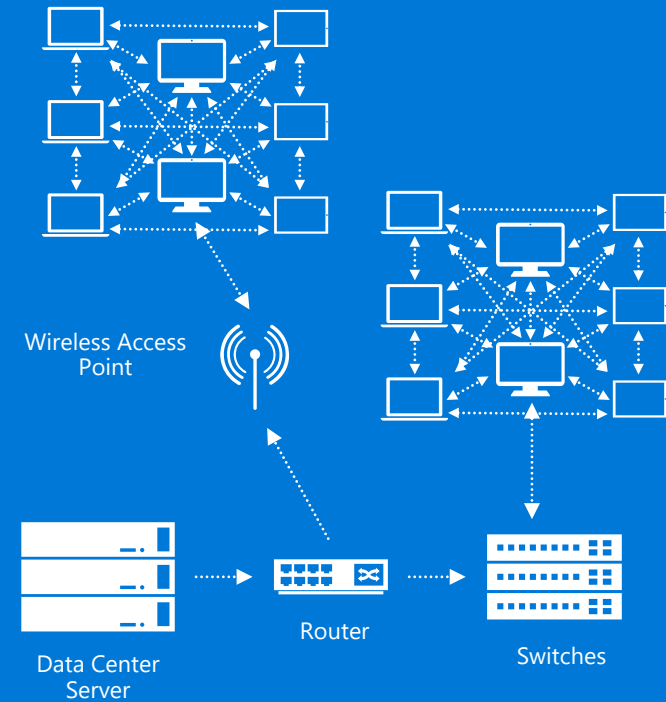 Wireless Access
Point
Router
Switches
Data Center
Server